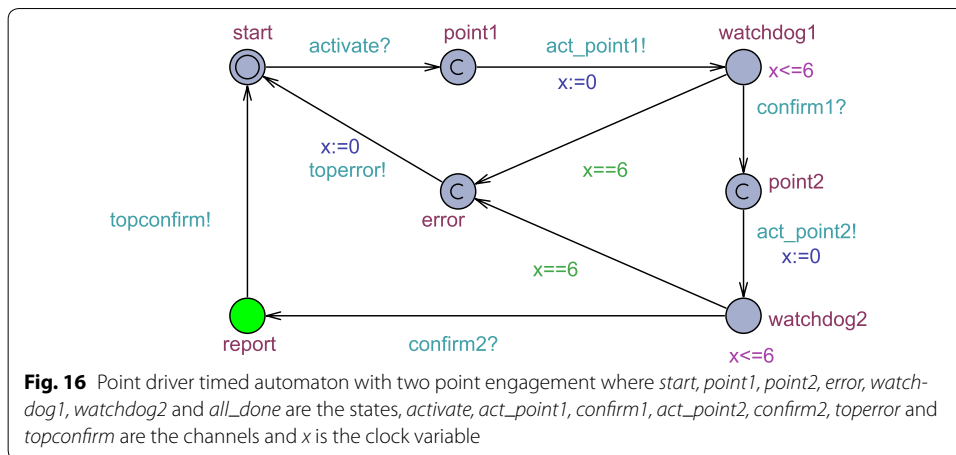 start
point1
watchdog1
activate?
act_point1!
x:=0
x<=6
confirm1?
x:=0
toperror!
x==6
C
C
C
point2
error
topconfirm!
act_point2!
x:=0
x==6
watchdog2
report
confirm2?
x<=6
Fig. 16 Point driver timed automaton with two point engagement where start, point1, point2, error, watch-
dog1, watchdog2 and all_done are the states, activate, act_point1, confirm1, act_point2, confirm2, toperror and
topconfirm are the channels and x is the clock variable